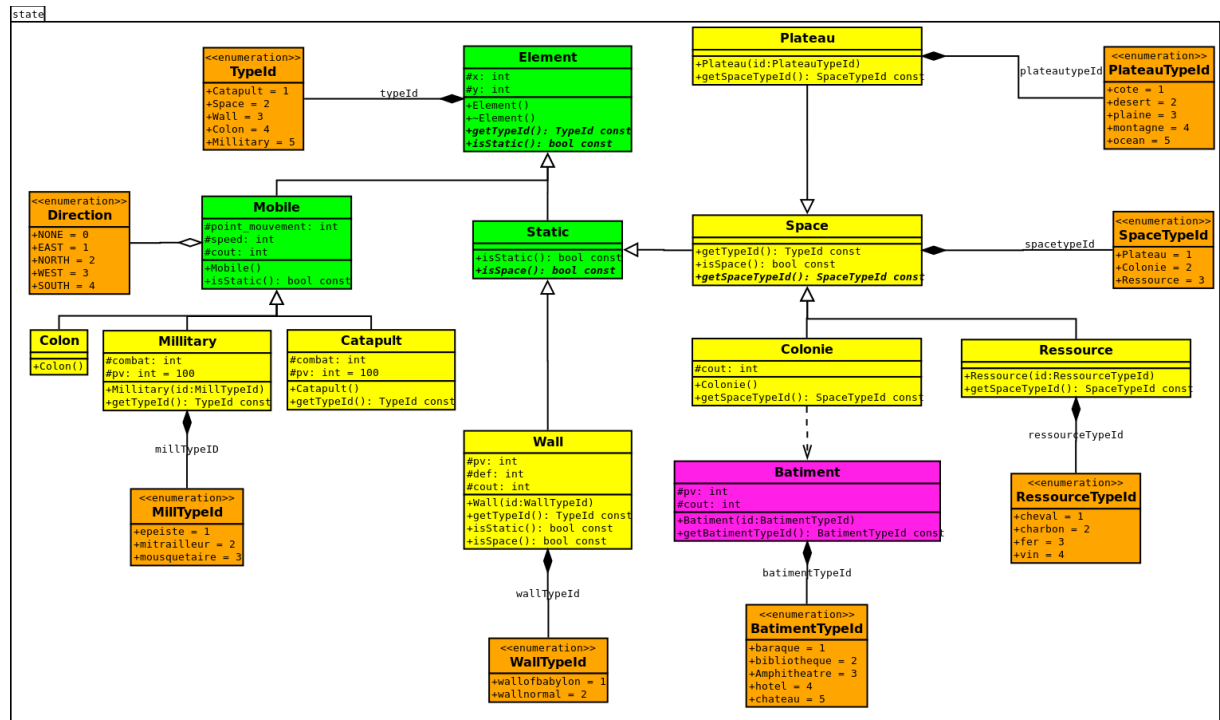 state
<<enumeration>>
TypeId
+Catapult = 1
+Space = 2
+Wall = 3
+Colon = 4
+Millitary = 5
typeId
Element
#x: int
#y: int
+Element()
+~Element()
+getTypeId(): TypeId const
+isStatic(): bool const
Plateau
+Plateau(id:PlateauTypeId)
+getSpaceTypeId(): SpaceTypeId const
plateautypeId
<<enumeration>>
PlateauTypeId
+cote = 1
+desert = 2
+plaine = 3
+montagne = 4
+ocean = 5
<<enumeration>>
Direction
+NONE = 0
+EAST = 1
+NORTH = 2
+WEST = 3
+SOUTH = 4
Mobile
#point_mouvement: int
#speed: int
#cout: int
+Mobile()
+isStatic(): bool const
Static
+isStatic(): bool const
+isSpace(): bool const
Space
+getTypeId(): TypeId const
+isSpace(): bool const
+getSpaceTypeId(): SpaceTypeId const
spacetypeId
<<enumeration>>
SpaceTypeId
+Plateau = 1
+Colonie = 2
+Ressource = 3
Colon
+Colon()
Millitary
#combat: int
#pv: int = 100
+Millitary(id:MillTypeId)
+getTypeId(): TypeId const
Catapult
#combat: int
#pv: int = 100
+Catapult()
+getTypeId(): TypeId const
Colonie
#cout: int
+Colonie()
+getSpaceTypeId(): SpaceTypeId const
Ressource
+Ressource(id:RessourceTypeId)
+getSpaceTypeId(): SpaceTypeId const
millTypeID
<<enumeration>>
MillTypeId
+epeiste = 1
+mitrailleur = 2
+mousquetaire = 3
Wall
#pv: int
#def: int
#cout: int
+Wall(id:WallTypeId)
+getTypeId(): TypeId const
+isStatic(): bool const
+isSpace(): bool const
wallTypeId
<<enumeration>>
WallTypeId
+wallofbabylon = 1
+wallnormal = 2
Batiment
#pv: int
#cout: int
+Batiment(id:BatimentTypeId)
+getBatimentTypeId(): BatimentTypeId const
batimentTypeId
<<enumeration>>
BatimentTypeId
+baraque = 1
+bibliotheque = 2
+Amphitheatre = 3
+hotel = 4
+chateau = 5
ressourceTypeId
<<enumeration>>
RessourceTypeId
+cheval = 1
+charbon = 2
+fer = 3
+vin = 4